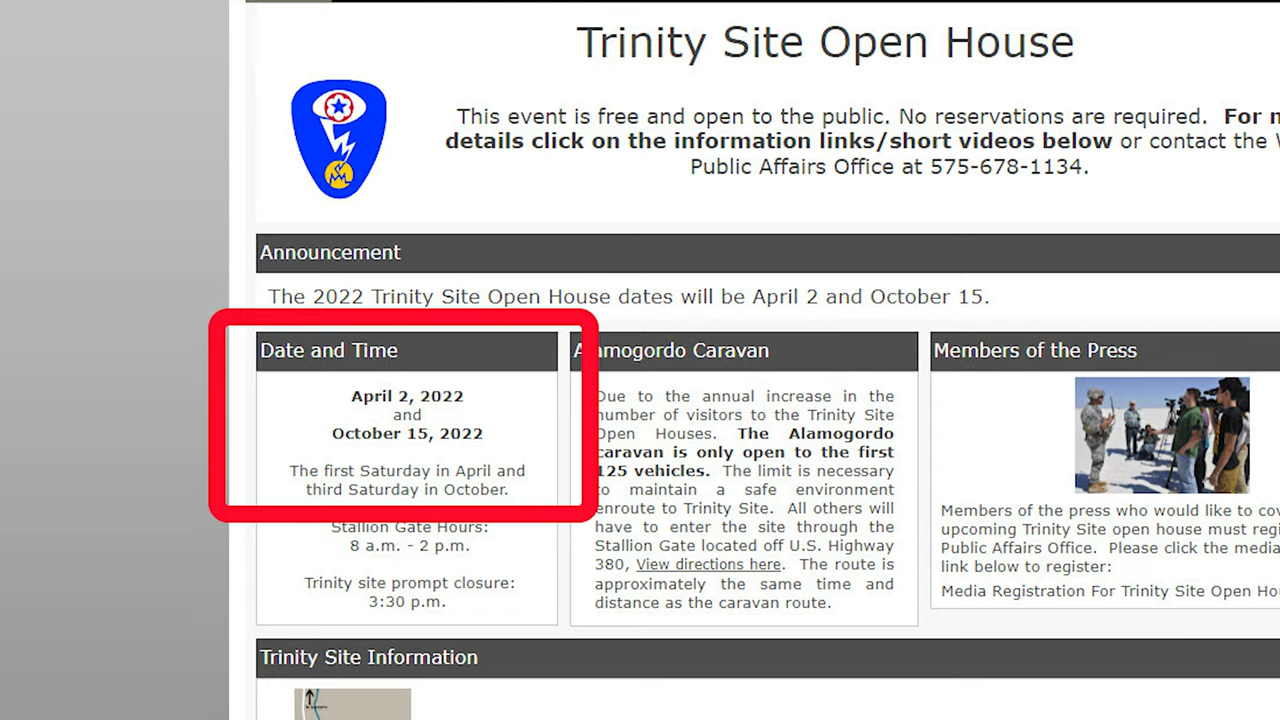 Trinity Site Open House
This event is free and open to the public. No reservations are required. For
details click on the information links/short videos below or contact the
Public Affairs Office at 575-678-1134.
Announcement
The 2022 Trinity Site Open House dates will be April 2 and October 15.
Date and Time
April 2, 2022
and
October 15, 2022
The first Saturday in April and
third Saturday in October.
Stallion Gate Hours:
8 a.m. - 2 p.m.
Trinity site prompt closure:
3:30 p.m.
Alamogordo Caravan
Due to the annual increase in the
number of visitors to the Trinity Site
Open Houses. The Alamogordo
caravan is only open to the first
125 vehicles. The limit is necessary
to maintain a safe environment
enroute to Trinity Site. All others will
have to enter the site through the
Stallion Gate located off U.S. Highway
380, View directions here. The route is
approximately the same time and
distance as the caravan route.
Members of the Press
Members of the press who would like to
upcoming Trinity Site open house must
Public Affairs Office. Please click the media
link below to register:
Media Registration For Trinity Site Open
Trinity Site Information